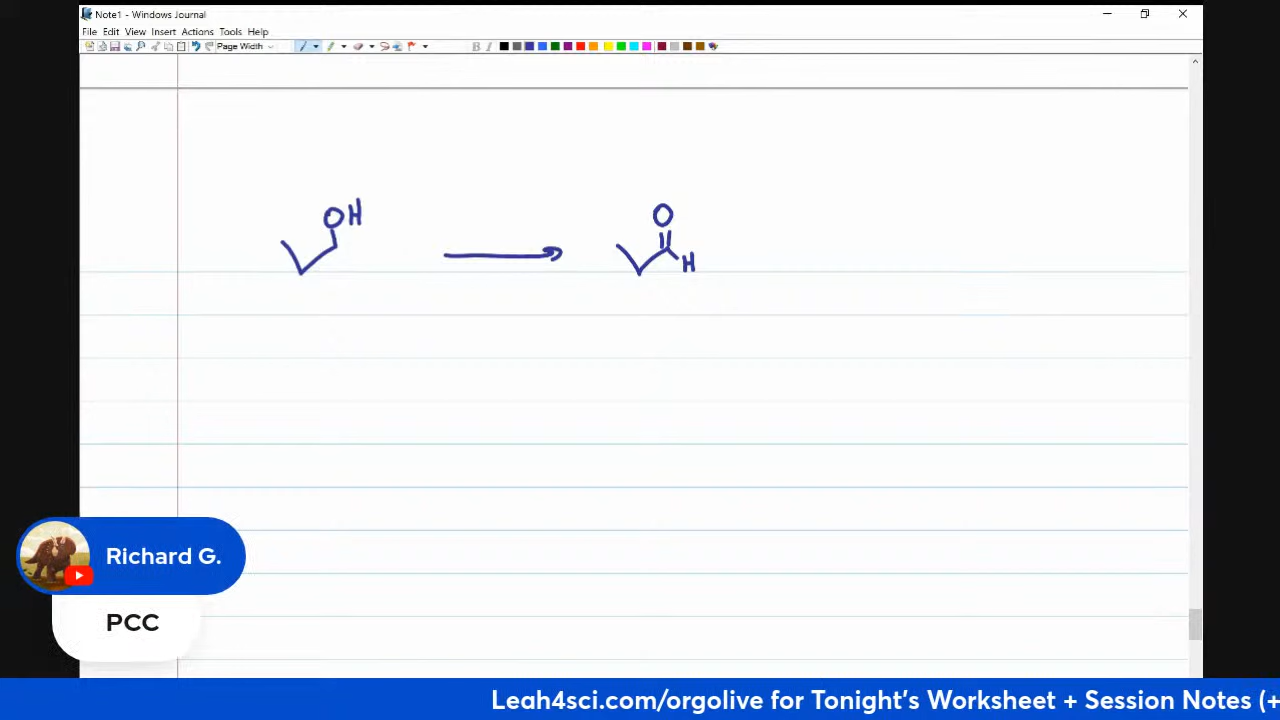 Note1 - Windows Journal
File Edit View Insert Actions Tools Help
Page Width
B I
OH
O
H
Richard G.
PCC
Leah4sci.com/orgolive for Tonight's Worksheet + Session Notes (+